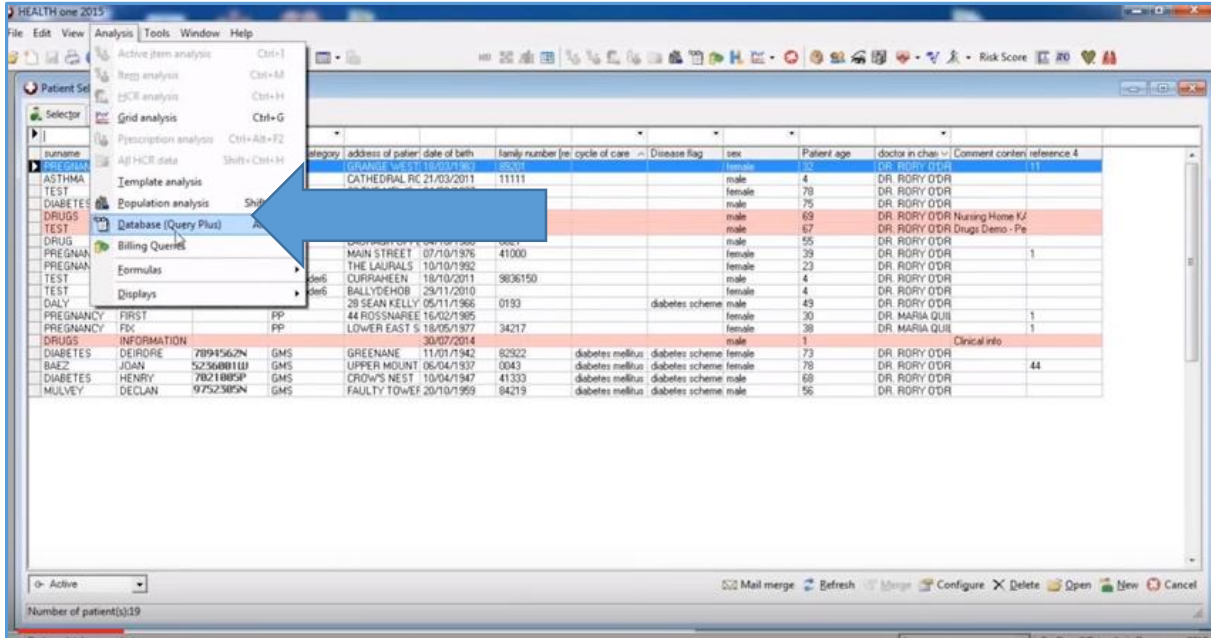 HEALTH one 2015
File Edit View Analysis Tools Window Help
Risk Score
Patient Sel
Selector
Active item analysis Ctrl+I
Item analysis Ctrl+M
HCR analysis Ctrl+H
Grid analysis Ctrl+G
Prescription analysis Ctrl+Alt+F2
All HCR data Shift+Ctrl+H
Template analysis
Population analysis Shift
Database (Query Plus)
Billing Queries
Formulas
Displays
surname ategory address of patier date of birth family number [re cycle of care Disease flag sex Patient age doctor in char Comment conten reference 4
PREGNAN GRANGE WEST 18/03/1983 89201 female 32 DR. RORY O'DR 11
ASTHMA CATHEDRAL RC 21/03/2011 11111 male 4 DR. RORY O'DR
TEST female 78 DR. RORY O'DR
DIABETES male 75 DR. RORY O'DR
DRUGS male 69 DR. RORY O'DR Nursing Home KA
TEST male 67 DR. RORY O'DR Drugs Demo - Pe
DRUG male 55 DR. RORY O'DR
PREGNAN MAIN STREET 07/10/1976 41000 female 39 DR. RORY O'DR 1
PREGNAN THE LAURALS 10/10/1992 female 23 DR. RORY O'DR
TEST der6 CURRAHEEN 18/10/2011 9836150 male 4 DR. RORY O'DR
TEST der6 BALLYDEHOB 29/11/2010 female 4 DR. RORY O'DR
DALY 28 SEAN KELLY 05/11/1966 0193 diabetes scheme male 49 DR. RORY O'DR
PREGNANCY FIRST PP 44 ROSSNAREE 16/02/1985 female 30 DR. MARIA QUIL 1
PREGNANCY FIX PP LOWER EAST S 18/05/1977 34217 female 38 DR. MARIA QUIL 1
DRUGS INFORMATION 30/07/2014 male 1 Clinical info
DIABETES DEIRDRE 7894562N GMS GREENANE 11/01/1942 82922 diabetes mellitus diabetes scheme female 73 DR. RORY O'DR
BAEZ JOAN 5236001W GMS UPPER MOUNT 06/04/1937 0043 diabetes mellitus diabetes scheme female 78 DR. RORY O'DR 44
DIABETES HENRY 7821085P GMS CROW'S NEST 10/04/1947 41333 diabetes mellitus diabetes scheme male 68 DR. RORY O'DR
MULVEY DECLAN 9752385N GMS FAULTY TOWER 20/10/1959 84219 diabetes mellitus diabetes scheme male 56 DR. RORY O'DR
Active
Mail merge Refresh Merge Configure Delete Open New Cancel
Number of patient(s):19